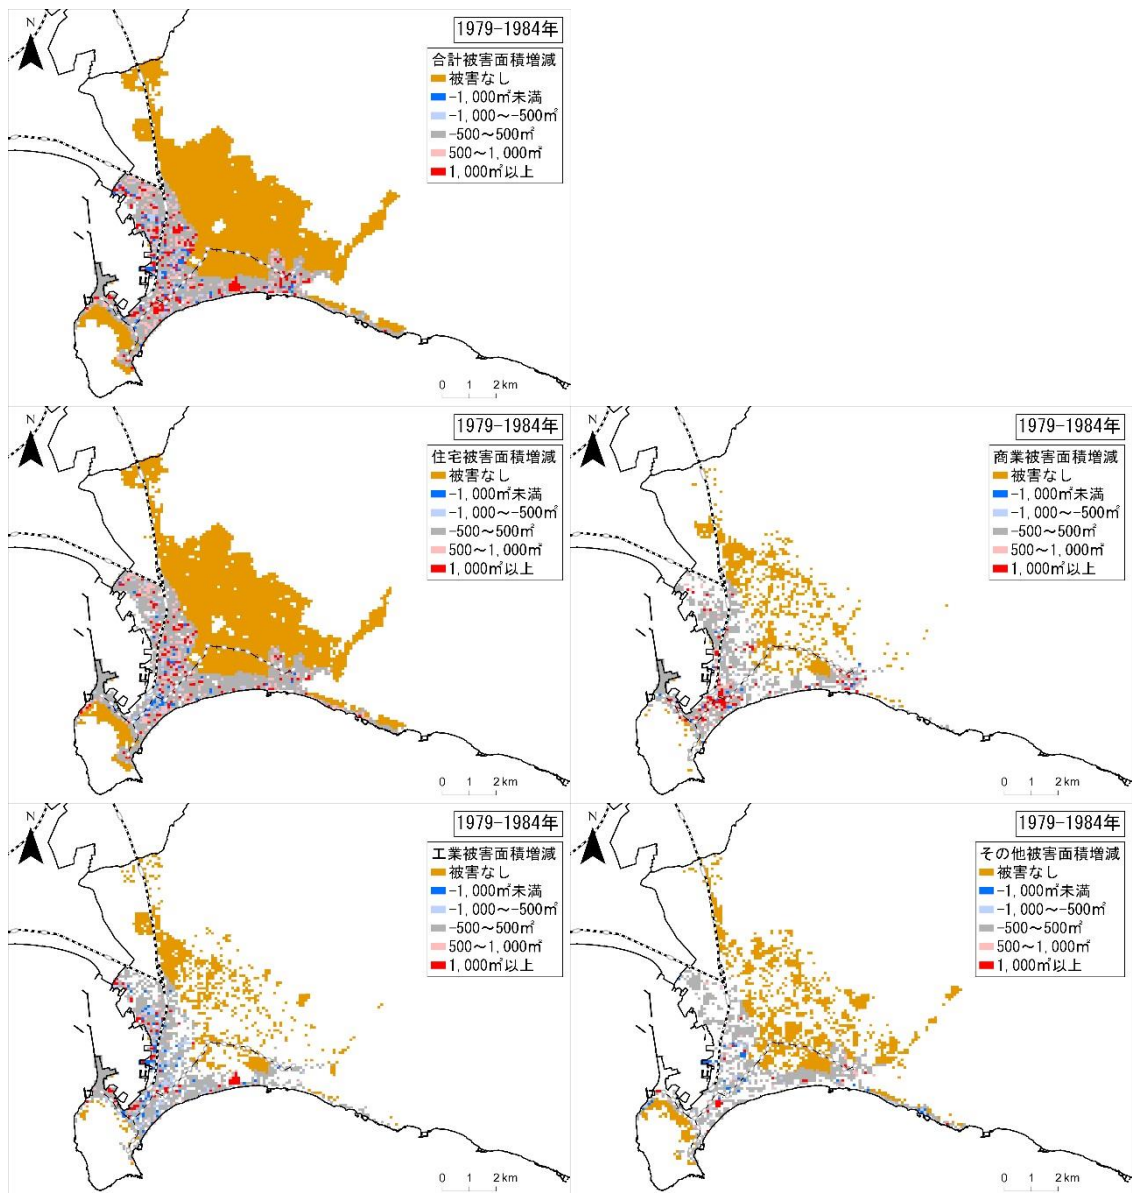 N
1979-1984年
合計被害面積増減
被害なし
-1,000㎡未満
-1,000～-500㎡
-500～500㎡
500～1,000㎡
1,000㎡以上
0 1 2km
N
1979-1984年
住宅被害面積増減
被害なし
-1,000㎡未満
-1,000～-500㎡
-500～500㎡
500～1,000㎡
1,000㎡以上
0 1 2km
N
1979-1984年
商業被害面積増減
被害なし
-1,000㎡未満
-1,000～-500㎡
-500～500㎡
500～1,000㎡
1,000㎡以上
0 1 2km
N
1979-1984年
工業被害面積増減
被害なし
-1,000㎡未満
-1,000～-500㎡
-500～500㎡
500～1,000㎡
1,000㎡以上
0 1 2km
N
1979-1984年
その他被害面積増減
被害なし
-1,000㎡未満
-1,000～-500㎡
-500～500㎡
500～1,000㎡
1,000㎡以上
0 1 2km